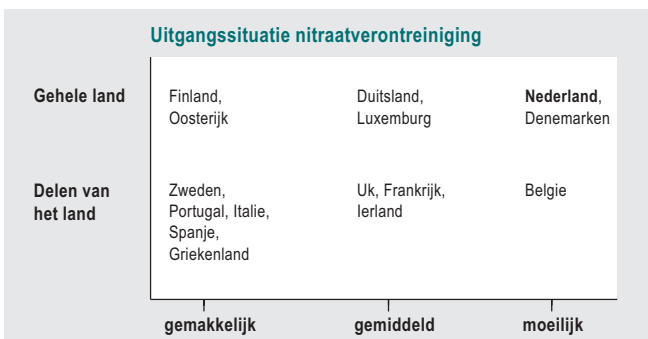 Uitgangssituatie nitraatverontreiniging
Gehele land
Finland,
Oosterijk
Duitsland,
Luxemburg
Nederland,
Denemarken
Delen van
het land
Zweden,
Portugal, Italie,
Spanje,
Griekenland
Uk, Frankrijk,
Ierland
Belgie
gemakkelijk
gemiddeld
moeilijk